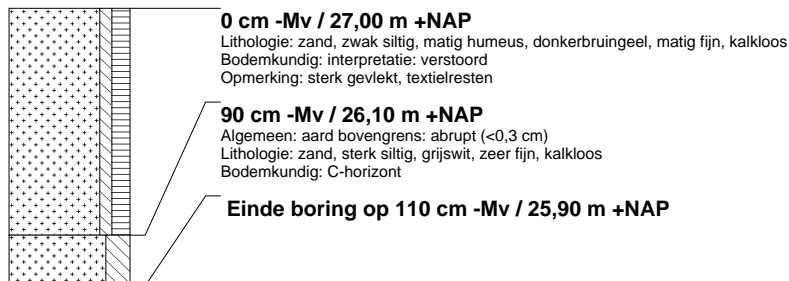 0 cm -Mv / 27,00 m +NAP
Lithologie: zand, zwak siltig, matig humeus, donkerbruingeel, matig fijn, kalkloos
Bodemkundig: interpretatie: verstoord
Opmerking: sterk gevlekt, textielresten
90 cm -Mv / 26,10 m +NAP
Algemeen: aard bovengrens: abrupt (<0,3 cm)
Lithologie: zand, sterk siltig, grijswit, zeer fijn, kalkloos
Bodemkundig: C-horizont
Einde boring op 110 cm -Mv / 25,90 m +NAP